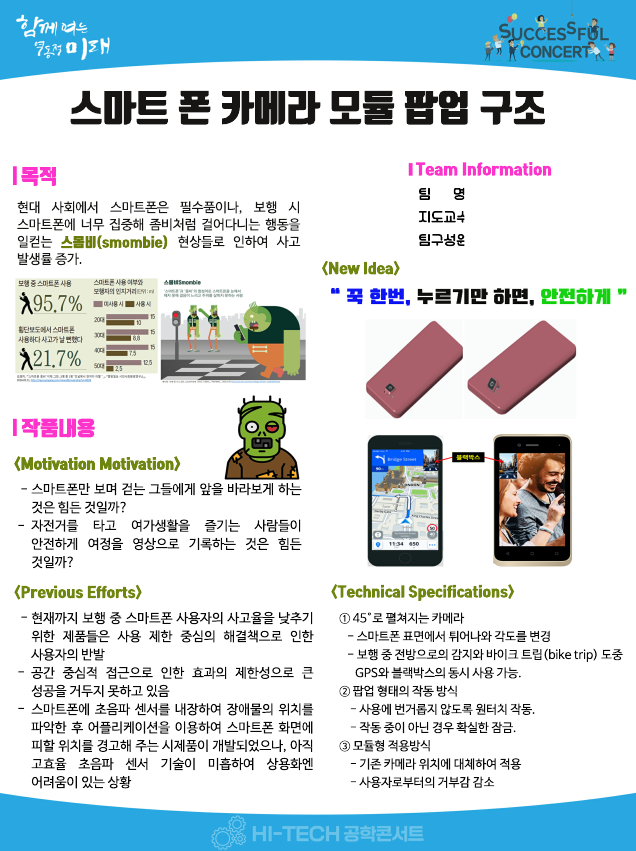 함께 여는
SUCCESSFUL
CONCERT
스마트 폰 카메라 모듈 팝업 구조
목적
현대 사회에서 스마트폰은 필수품이나, 보행 시
스마트폰에 너무 집중해 좀비처럼 걸어다니는 행동을
일컫는 스몸비(smombie) 현상들로 인하여 사고
발생률 증가.
보행 중 스마트폰 사용
95.7%
횡단보도에서 스마트폰
사용하다 사고가 날 뻔했다
21.7%
스마트폰 사용 여부와
보행자의 인지거리(단위:m)
미사용 시 사용 시
20대 15
10
30대 15
8.8
40대 15
7.5
50대 12.5
2.5
스몸비Smombie
작품내용
<Motivation Motivation>
- 스마트폰만 보며 걷는 그들에게 앞을 바라보게 하는
것은 힘든 것일까?
- 자전거를 타고 여가생활을 즐기는 사람들이
안전하게 여정을 영상으로 기록하는 것은 힘든
것일까?
<Previous Efforts>
- 현재까지 보행 중 스마트폰 사용자의 사고율을 낮추기
위한 제품들은 사용 제한 중심의 해결책으로 인한
사용자의 반발
- 공간 중심적 접근으로 인한 효과의 제한성으로 큰
성공을 거두지 못하고 있음
- 스마트폰에 초음파 센서를 내장하여 장애물의 위치를
파악한 후 어플리케이션을 이용하여 스마트폰 화면에
피할 위치를 경고해 주는 시제품이 개발되었으나, 아직
고효율 초음파 센서 기술이 미흡하여 상용화엔
어려움이 있는 상황
Team Information
팀 명
지도교수
팀구성원
<New Idea>
“ 꾹 한번, 누르기만 하면, 안전하게 ”
Bridge Street
블랙박스
11:34 650
<Technical Specifications>
① 45°로 펼쳐지는 카메라
- 스마트폰 표면에서 튀어나와 각도를 변경
- 보행 중 전방으로의 감지와 바이크 트립(bike trip) 도중
GPS와 블랙박스의 동시 사용 가능.
② 팝업 형태의 작동 방식
- 사용에 번거롭지 않도록 원터치 작동.
- 작동 중이 아닌 경우 확실한 잠금.
③ 모듈형 적용방식
- 기존 카메라 위치에 대체하여 적용
- 사용자로부터의 거부감 감소
HI-TECH 공학콘서트